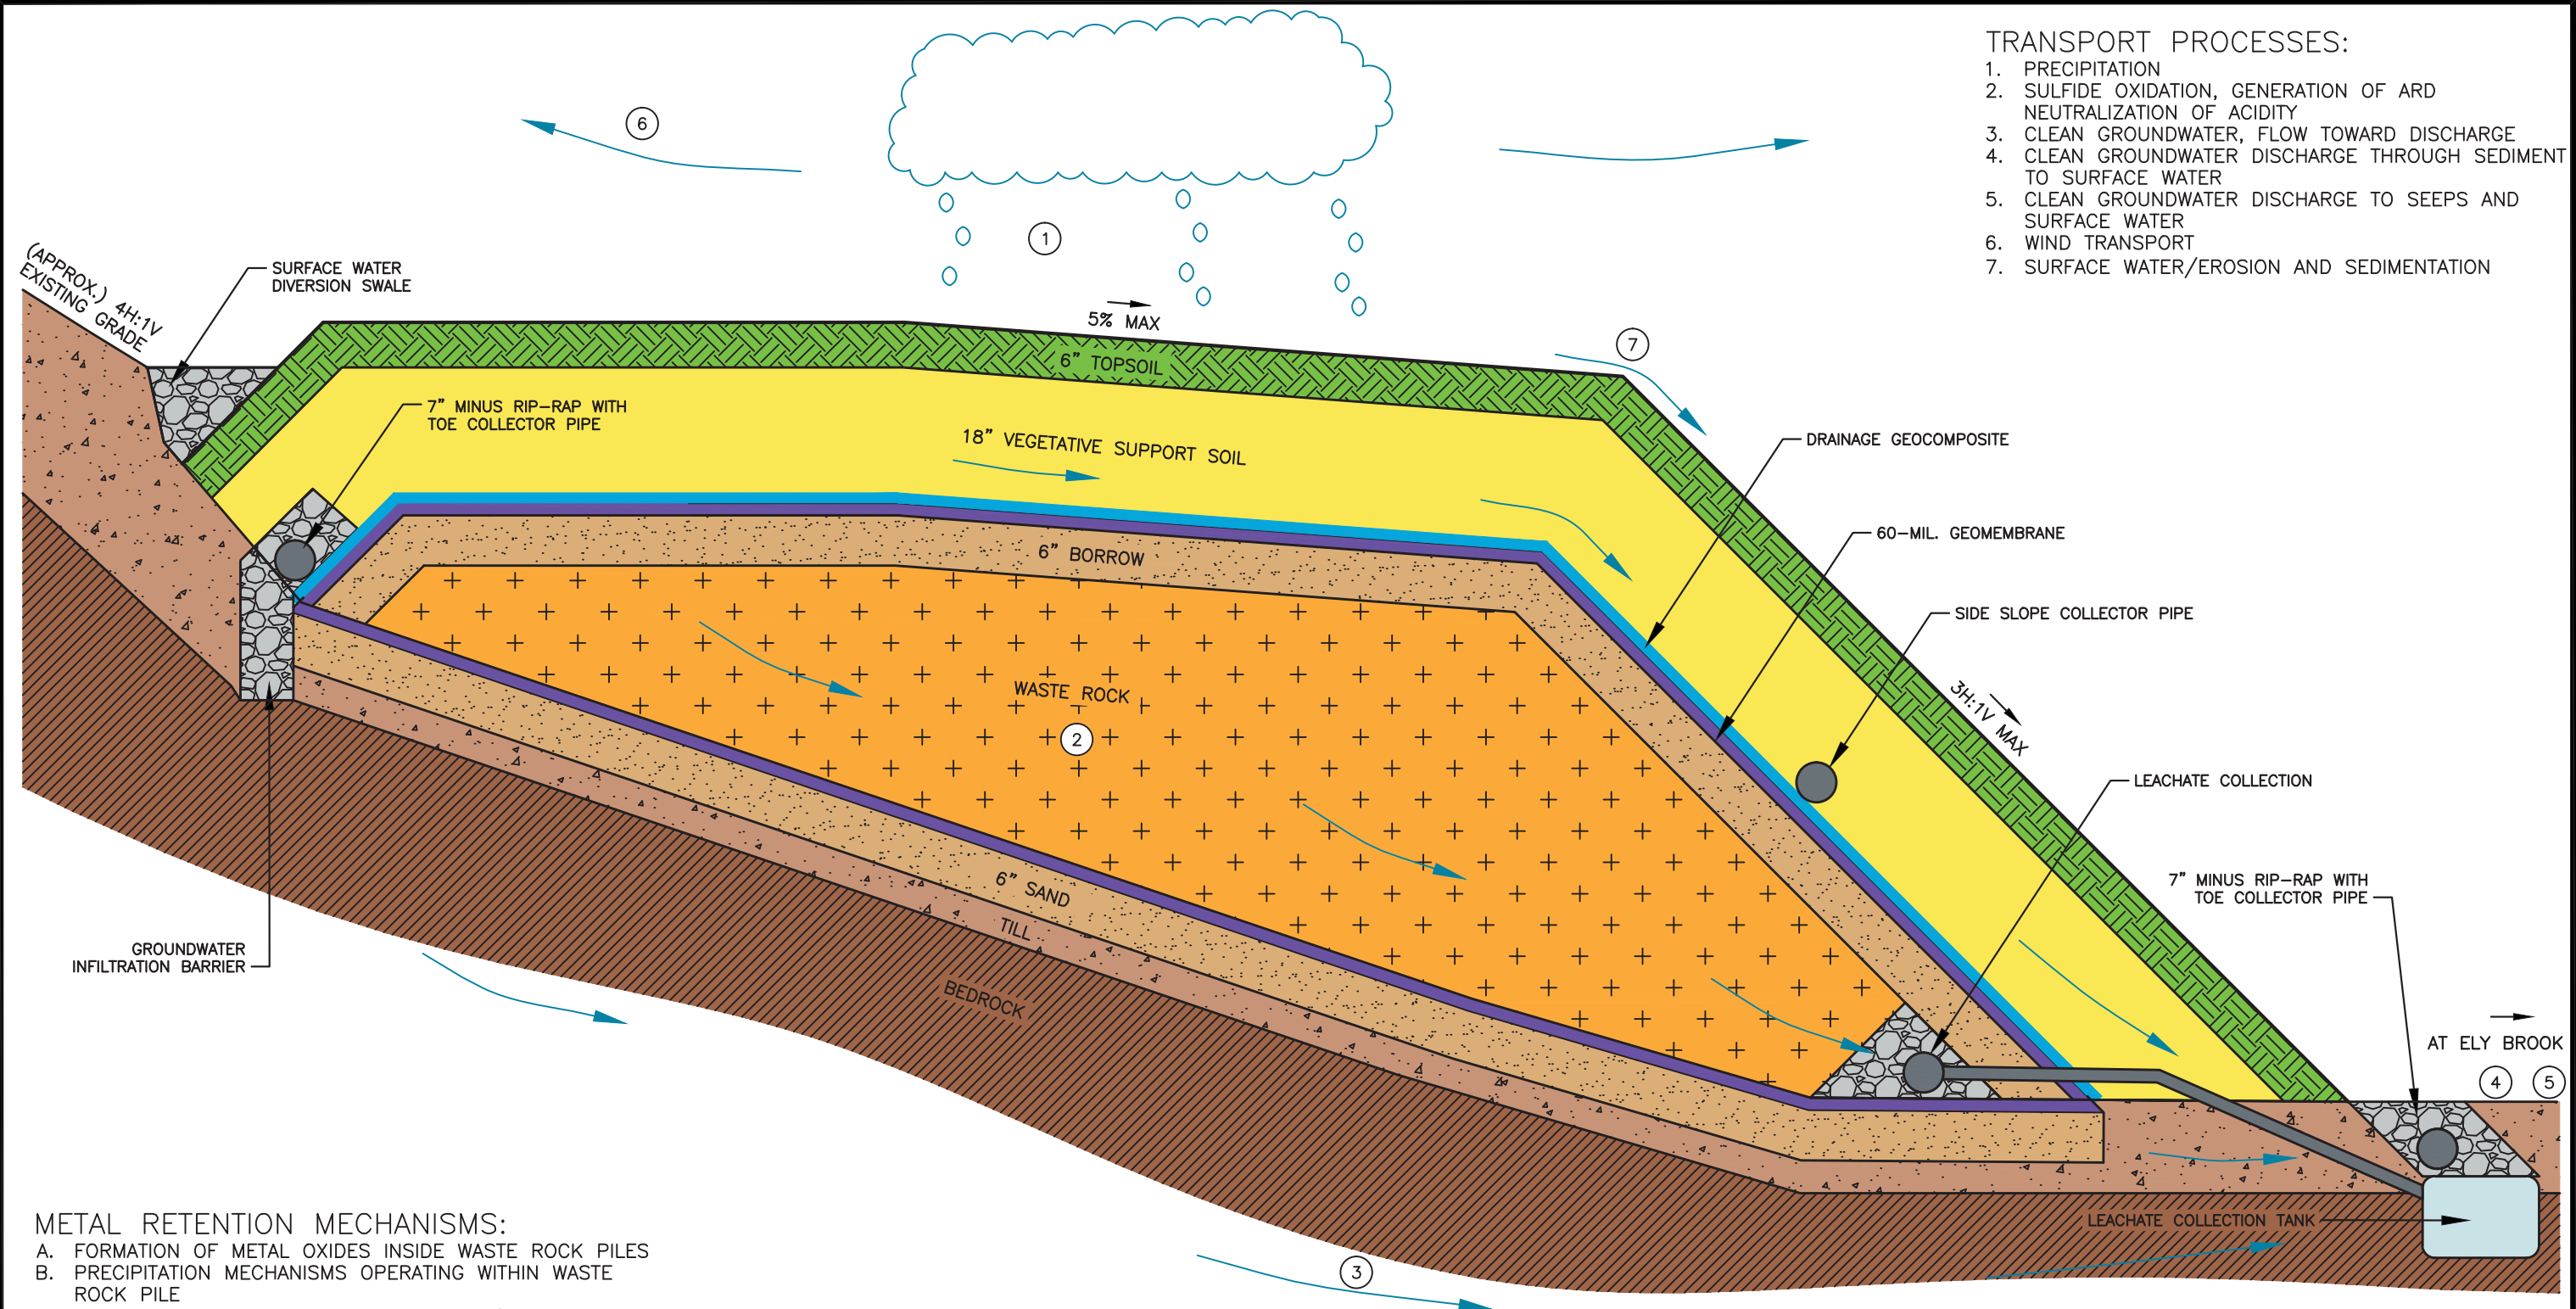 TRANSPORT PROCESSES:
1. PRECIPITATION
2. SULFIDE OXIDATION, GENERATION OF ARD
NEUTRALIZATION OF ACIDITY
3. CLEAN GROUNDWATER, FLOW TOWARD DISCHARGE
4. CLEAN GROUNDWATER DISCHARGE THROUGH SEDIMENT
TO SURFACE WATER
5. CLEAN GROUNDWATER DISCHARGE TO SEEPS AND
SURFACE WATER
6. WIND TRANSPORT
7. SURFACE WATER/EROSION AND SEDIMENTATION
6
1
(APPROX.) 4H:1V
EXISTING GRADE
SURFACE WATER
DIVERSION SWALE
5% MAX
7
6” TOPSOIL
7” MINUS RIP-RAP WITH
TOE COLLECTOR PIPE
18” VEGETATIVE SUPPORT SOIL
DRAINAGE GEOCOMPOSITE
60-MIL. GEOMEMBRANE
6” BORROW
SIDE SLOPE COLLECTOR PIPE
WASTE ROCK
2
3H:1V MAX
LEACHATE COLLECTION
6” SAND
TILL
7” MINUS RIP-RAP WITH
TOE COLLECTOR PIPE
GROUNDWATER
INFILTRATION BARRIER
BEDROCK
AT ELY BROOK
4 5
LEACHATE COLLECTION TANK
3
METAL RETENTION MECHANISMS:
A. FORMATION OF METAL OXIDES INSIDE WASTE ROCK PILES
B. PRECIPITATION MECHANISMS OPERATING WITHIN WASTE
ROCK PILE